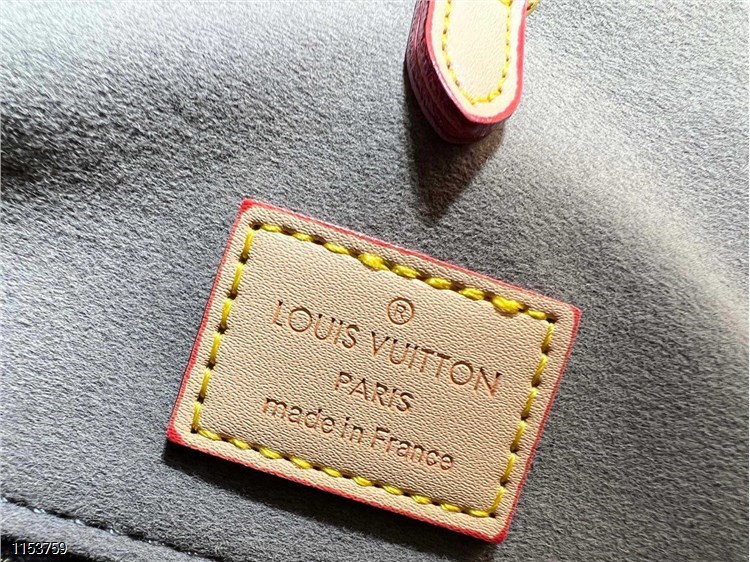 ®
LOUIS VUITTON
PARIS
made in France
1153759